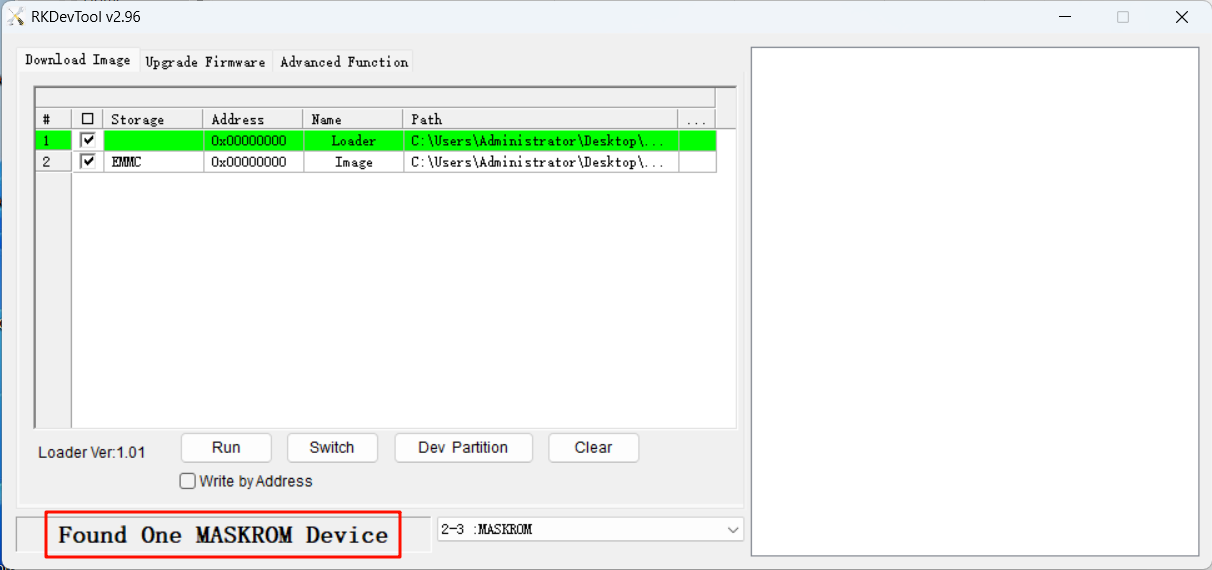 RKDevTool v2.96
Download Image Upgrade Firmware Advanced Function
# Storage Address Name Path ...
1 0x00000000 Loader C:\Users\Administrator\Desktop\...
2 EMMC 0x00000000 Image C:\Users\Administrator\Desktop\...
Loader Ver:1.01 Run Switch Dev Partition Clear
Write by Address
Found One MASKROM Device 2-3 :MASKROM